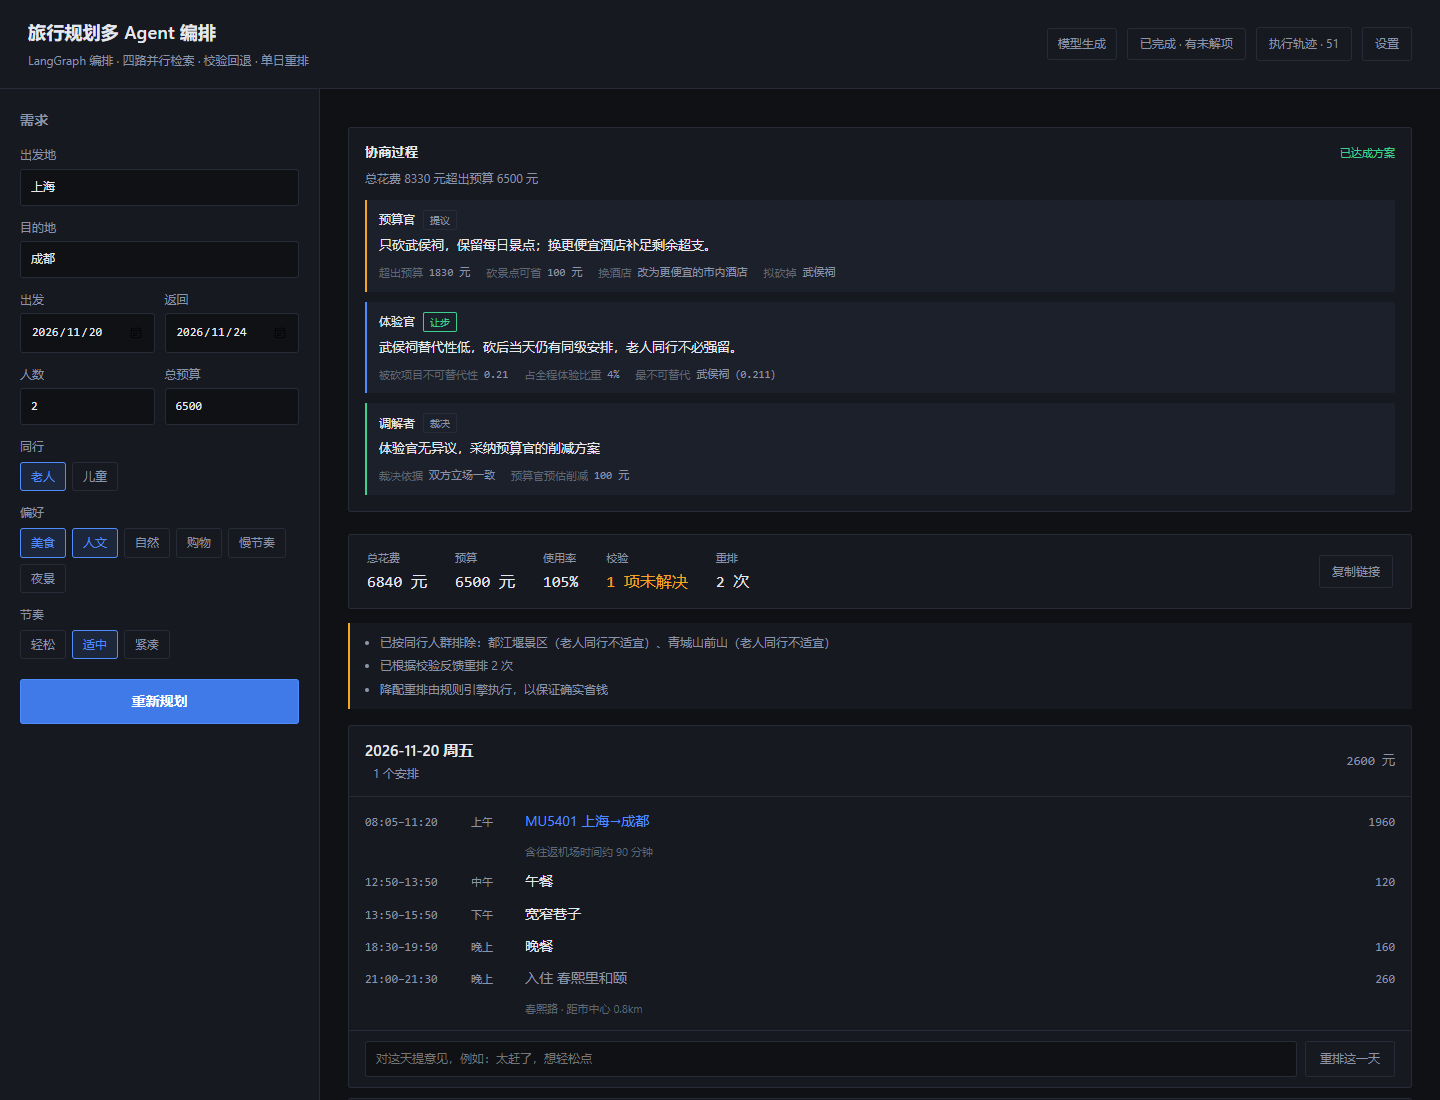 旅行规划多 Agent 编排
LangGraph 编排 · 四路并行检索 · 校验回退 · 单日重排
模型生成
已完成 · 有未解项
执行轨迹 · 51
设置
需求
出发地
上海
目的地
成都
出发
返回
2026/11/20
2026/11/24
人数
总预算
2
6500
同行
老人
儿童
偏好
美食
人文
自然
购物
慢节奏
夜景
节奏
轻松
适中
紧凑
重新规划
协商过程
已达成方案
总花费 8330 元超出预算 6500 元
预算官 提议
只砍武侯祠，保留每日景点；换更便宜酒店补足剩余超支。
超出预算 1830 元 砍景点可省 100 元 换酒店 改为更便宜的市内酒店 拟砍掉 武侯祠
体验官 让步
武侯祠替代性低，砍后当天仍有同级安排，老人同行不必强留。
被砍项目不可替代性 0.21 占全程体验比重 4% 最不可替代 武侯祠 (0.211)
调解者 裁决
体验官无异议，采纳预算官的削减方案
裁决依据 双方立场一致 预算官预估削减 100 元
总花费
预算
使用率
校验
重排
6840 元
6500 元
105%
1 项未解决
2 次
复制链接
已按同行人群排除：都江堰景区（老人同行不适宜）、青城山前山（老人同行不适宜）
已根据校验反馈重排 2 次
降配重排由规则引擎执行，以保证确实省钱
2026-11-20 周五
1 个安排
2600 元
08:05–11:20 上午 MU5401 上海→成都 1960
含往返机场时间约 90 分钟
12:50–13:50 中午 午餐 120
13:50–15:50 下午 宽窄巷子
18:30–19:50 晚上 晚餐 160
21:00–21:30 晚上 入住 春熙里和颐 260
春熙路 · 距市中心 0.8km
对这天提意见，例如：太赶了，想轻松点
重排这一天